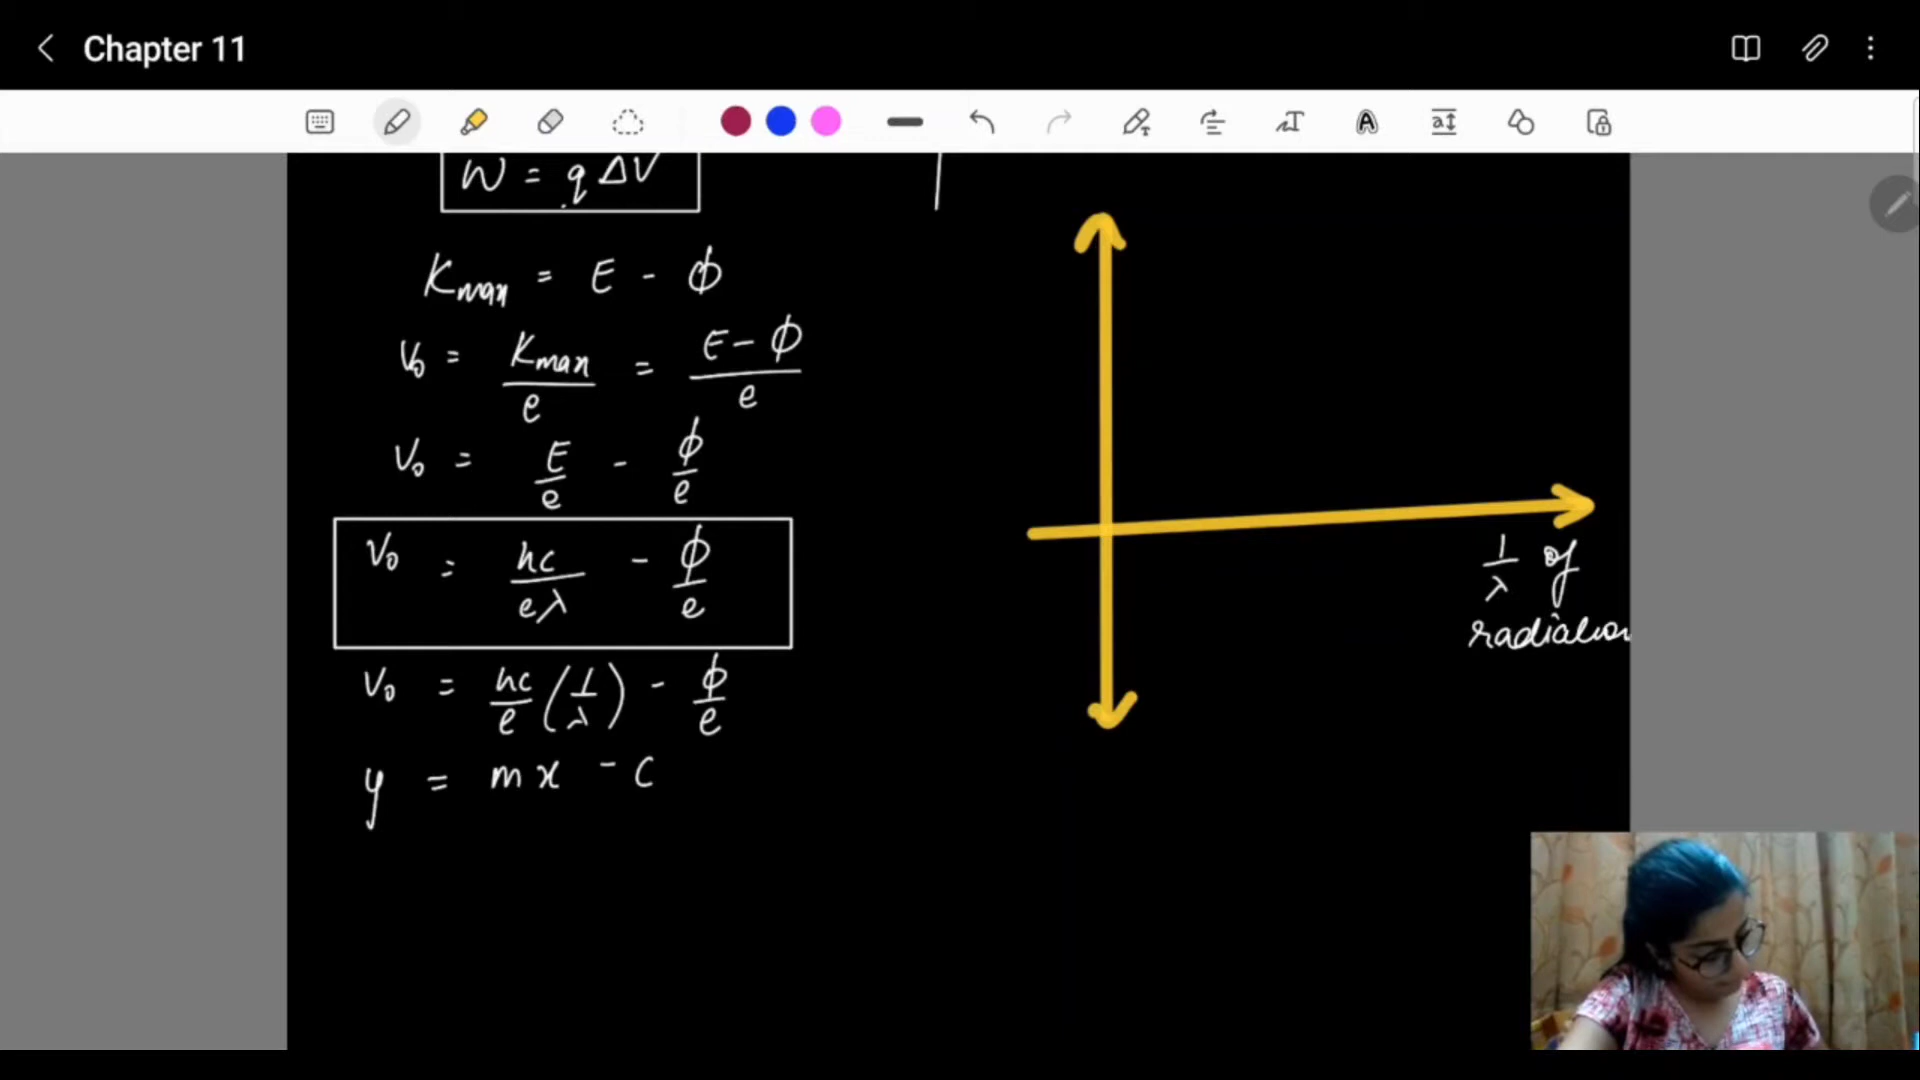 Chapter 11
W = qΔV
Kmax = E - ϕ
V₀ = Kmax/e = E-ϕ/e
V₀ = E/e - ϕ/e
V₀ = hc/eλ - ϕ/e
V₀ = hc/e (1/λ) - ϕ/e
y = mx - c
1/λ of
radiation